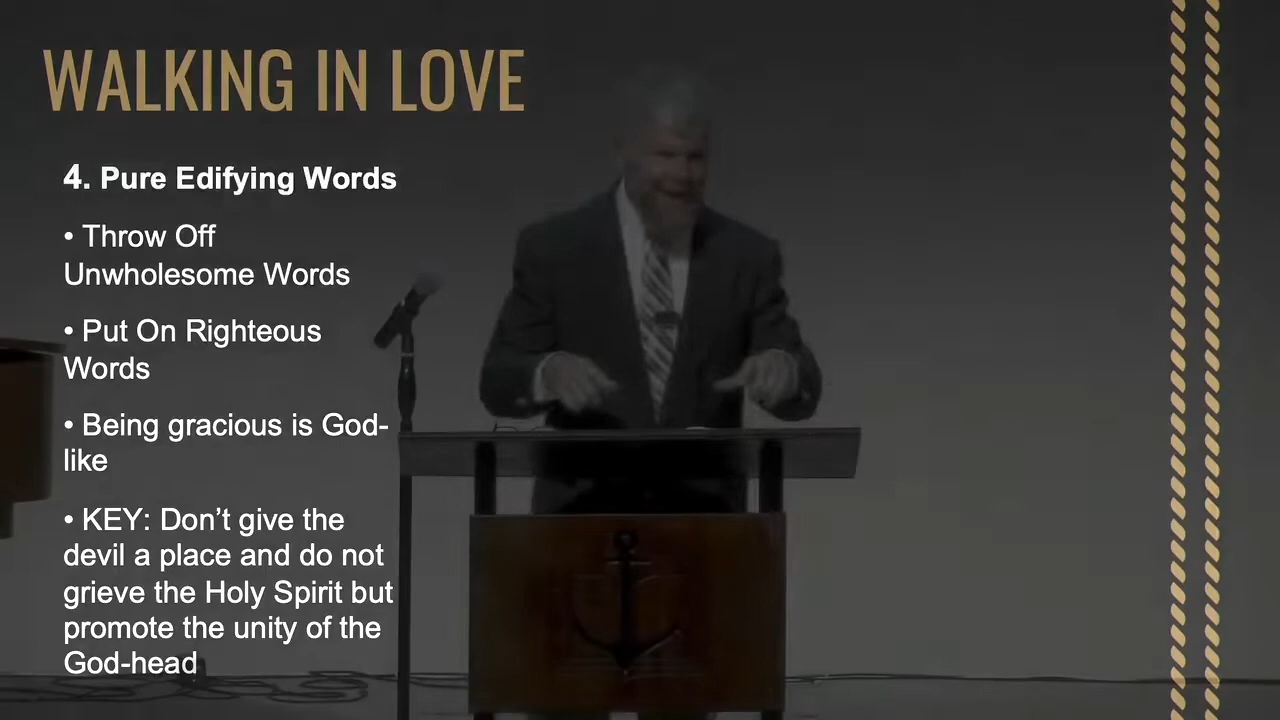 WALKING IN LOVE
4. Pure Edifying Words
• Throw Off
Unwholesome Words
• Put On Righteous
Words
• Being gracious is God-
like
• KEY: Don’t give the
devil a place and do not
grieve the Holy Spirit but
promote the unity of the
God-head